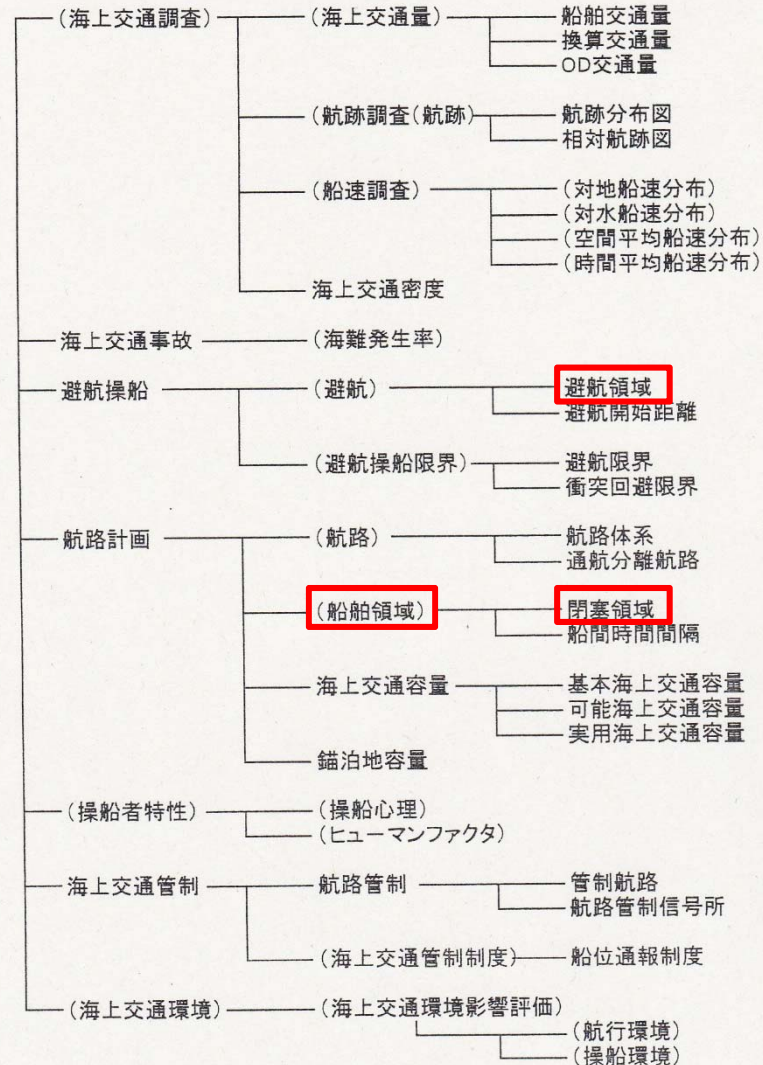 (海上交通調査) (海上交通量) 船舶交通量
換算交通量
OD交通量
(航跡調査(航跡) 航跡分布図
相対航跡図
(船速調査) (対地船速分布)
(対水船速分布)
(空間平均船速分布)
(時間平均船速分布)
海上交通密度
海上交通事故 (海難発生率)
避航操船 (避航) 避航領域
避航開始距離
(避航操船限界) 避航限界
衝突回避限界
航路計画 (航路) 航路体系
通航分離航路
(船舶領域) 閉塞領域
船間時間間隔
海上交通容量 基本海上交通容量
可能海上交通容量
実用海上交通容量
錨泊地容量
(操船者特性) (操船心理)
(ヒューマンファクタ)
海上交通管制 航路管制 管制航路
航路管制信号所
(海上交通管制制度) 船位通報制度
(海上交通環境) (海上交通環境影響評価)
(航行環境)
(操船環境)